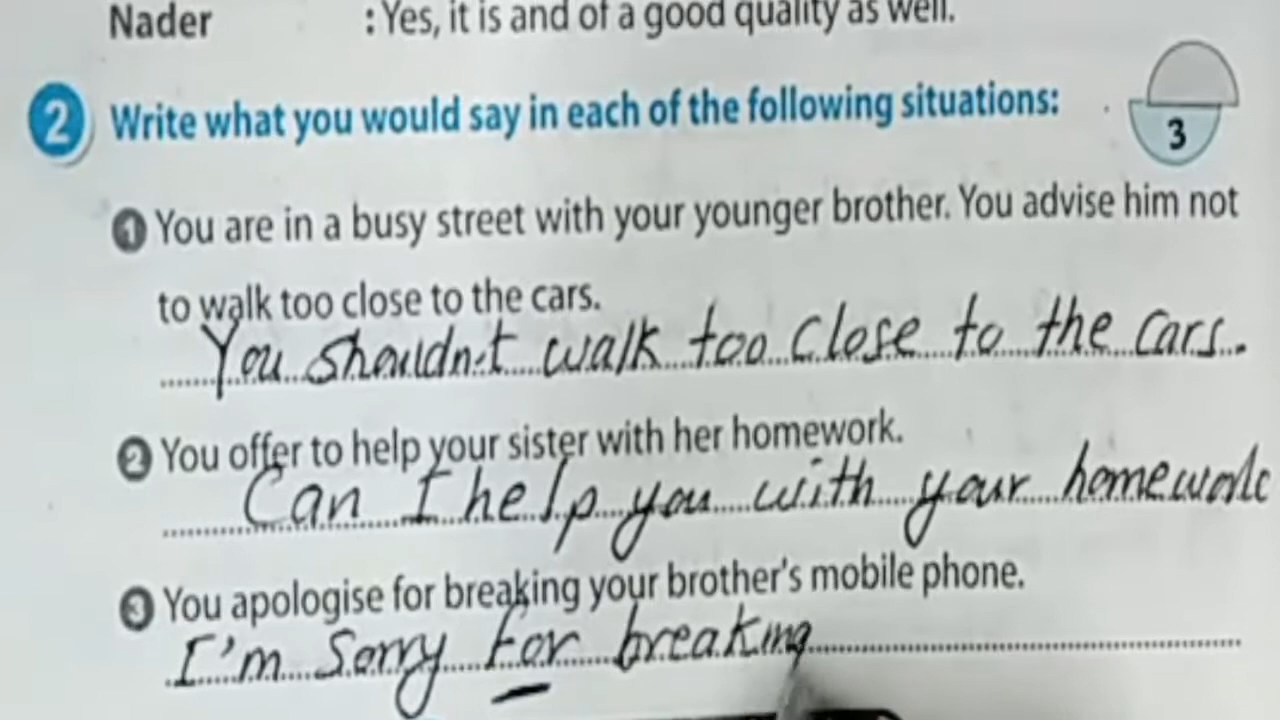 Nader : Yes, it is and of a good quality as well.
2 Write what you would say in each of the following situations:
3
1 You are in a busy street with your younger brother. You advise him not
to walk too close to the cars.
You shouldn't walk too close to the cars.
2 You offer to help your sister with her homework.
Can I help you with your homework
3 You apologise for breaking your brother's mobile phone.
I'm sorry for breaking